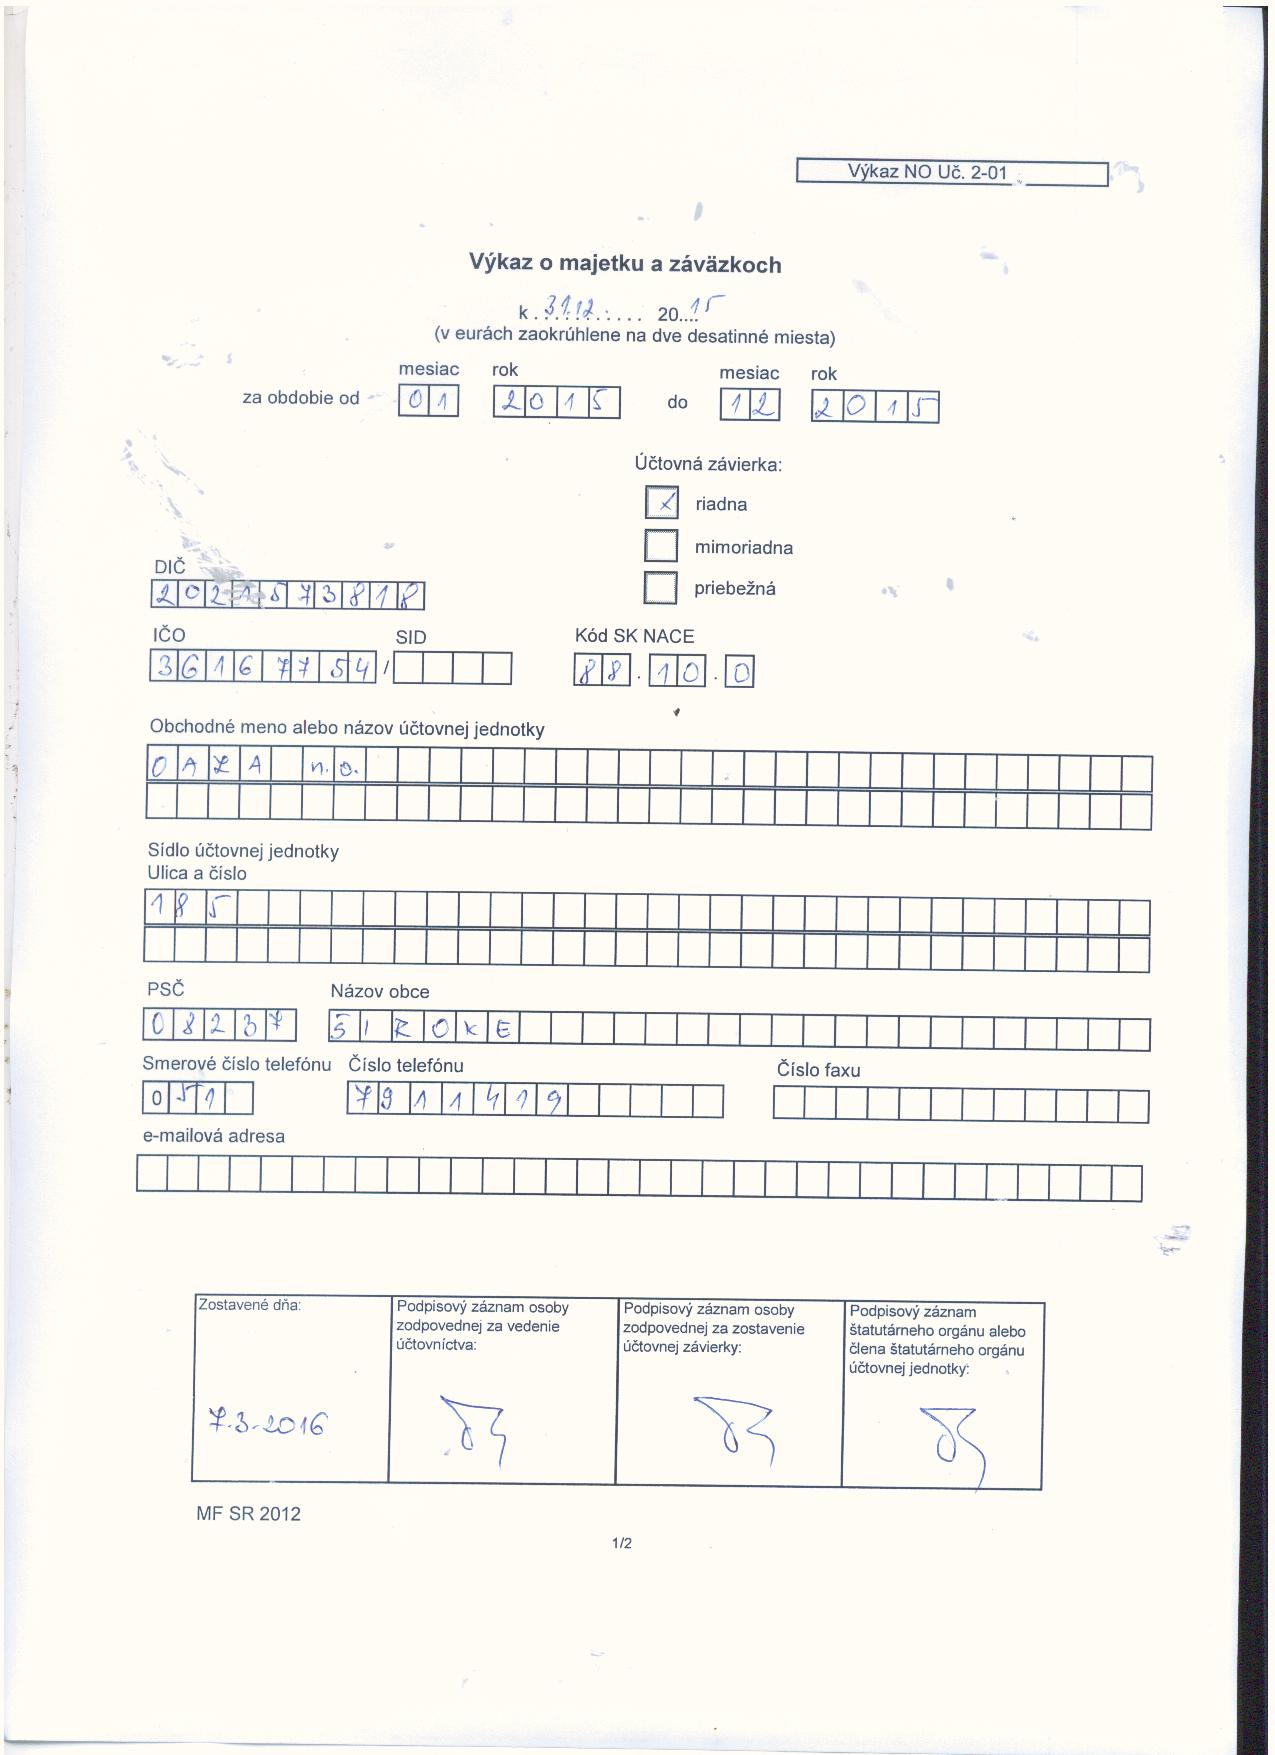 Výkaz NO Uč. 2-01
Výkaz o majetku a záväzkoch
k .31.12...... 20..15
(v eurách zaokrúhlene na dve desatinné miesta)
mesiac rok mesiac rok
za obdobie od 01 2015 do 12 2015
Účtovná závierka:
x riadna
mimoriadna
priebežná
DIČ
2021573818
IČO SID Kód SK NACE
36167754 / 88.10.0
Obchodné meno alebo názov účtovnej jednotky
OAZA n.o.
Sídlo účtovnej jednotky
Ulica a číslo
185
PSČ Názov obce
08237 ŠIROKE
Smerové číslo telefónu Číslo telefónu Číslo faxu
051 7911419
e-mailová adresa
Zostavené dňa: Podpisový záznam osoby Podpisový záznam osoby Podpisový záznam
zodpovednej za vedenie zodpovednej za zostavenie štatutárneho orgánu alebo
účtovníctva: účtovnej závierky: člena štatutárneho orgánu
účtovnej jednotky:
7.3.2016
MF SR 2012
1/2